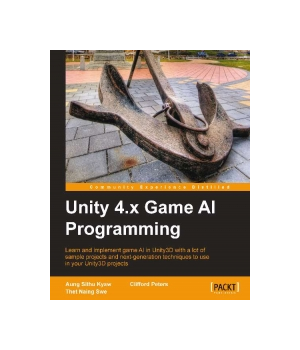 Community Experience Distilled
Unity 4.x Game AI
Programming
Learn and implement game AI in Unity3D with a lot of
sample projects and next-generation techniques to use
in your Unity3D projects
Aung Sithu Kyaw Clifford Peters
Thet Naing Swe
PACKT